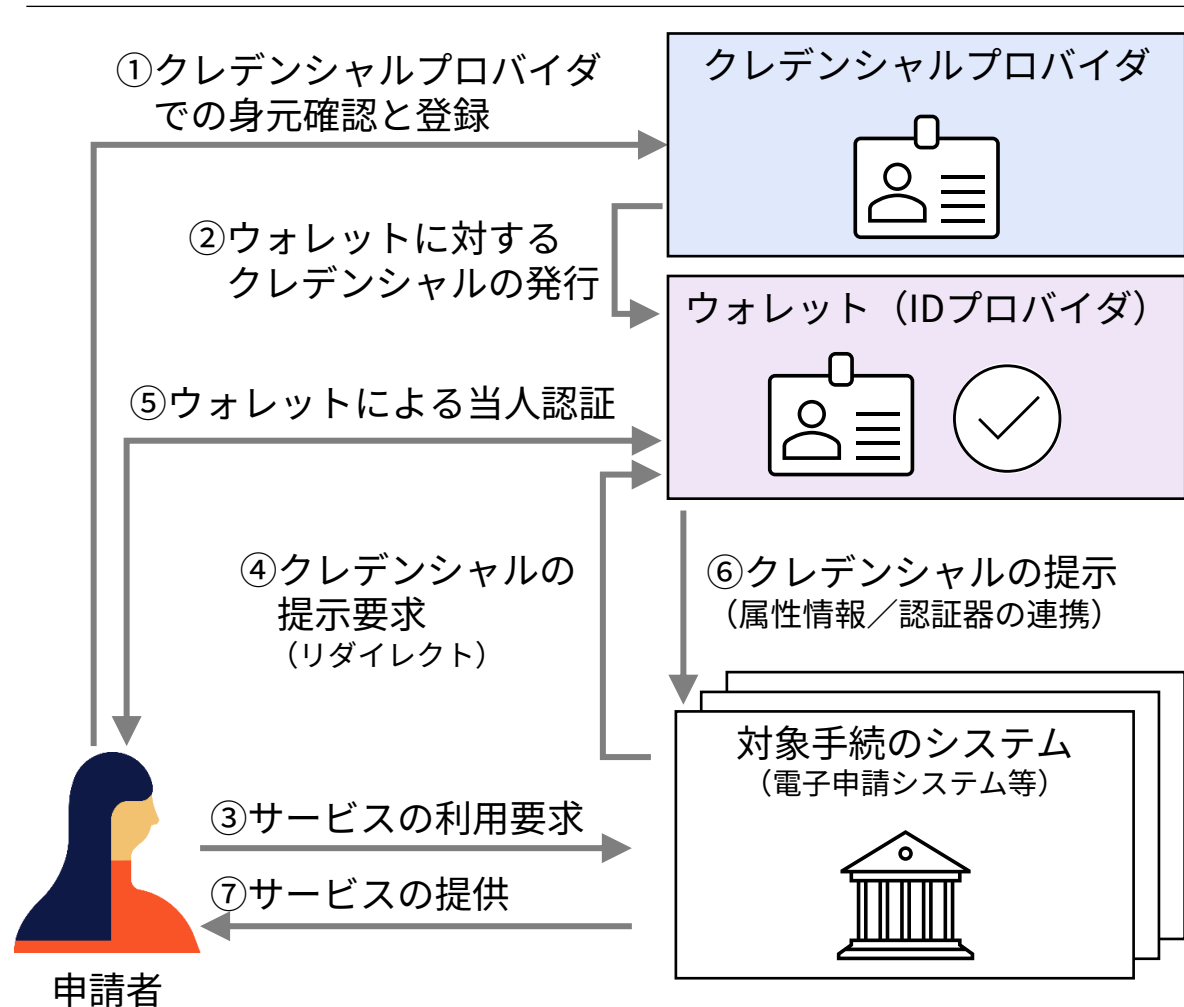 ①クレデンシャルプロバイダ
での身元確認と登録
クレデンシャルプロバイダ
②ウォレットに対する
クレデンシャルの発行
ウォレット（IDプロバイダ）
⑤ウォレットによる当人認証
④クレデンシャルの
提示要求
（リダイレクト）
⑥クレデンシャルの提示
（属性情報／認証器の連携）
対象手続のシステム
（電子申請システム等）
③サービスの利用要求
⑦サービスの提供
申請者